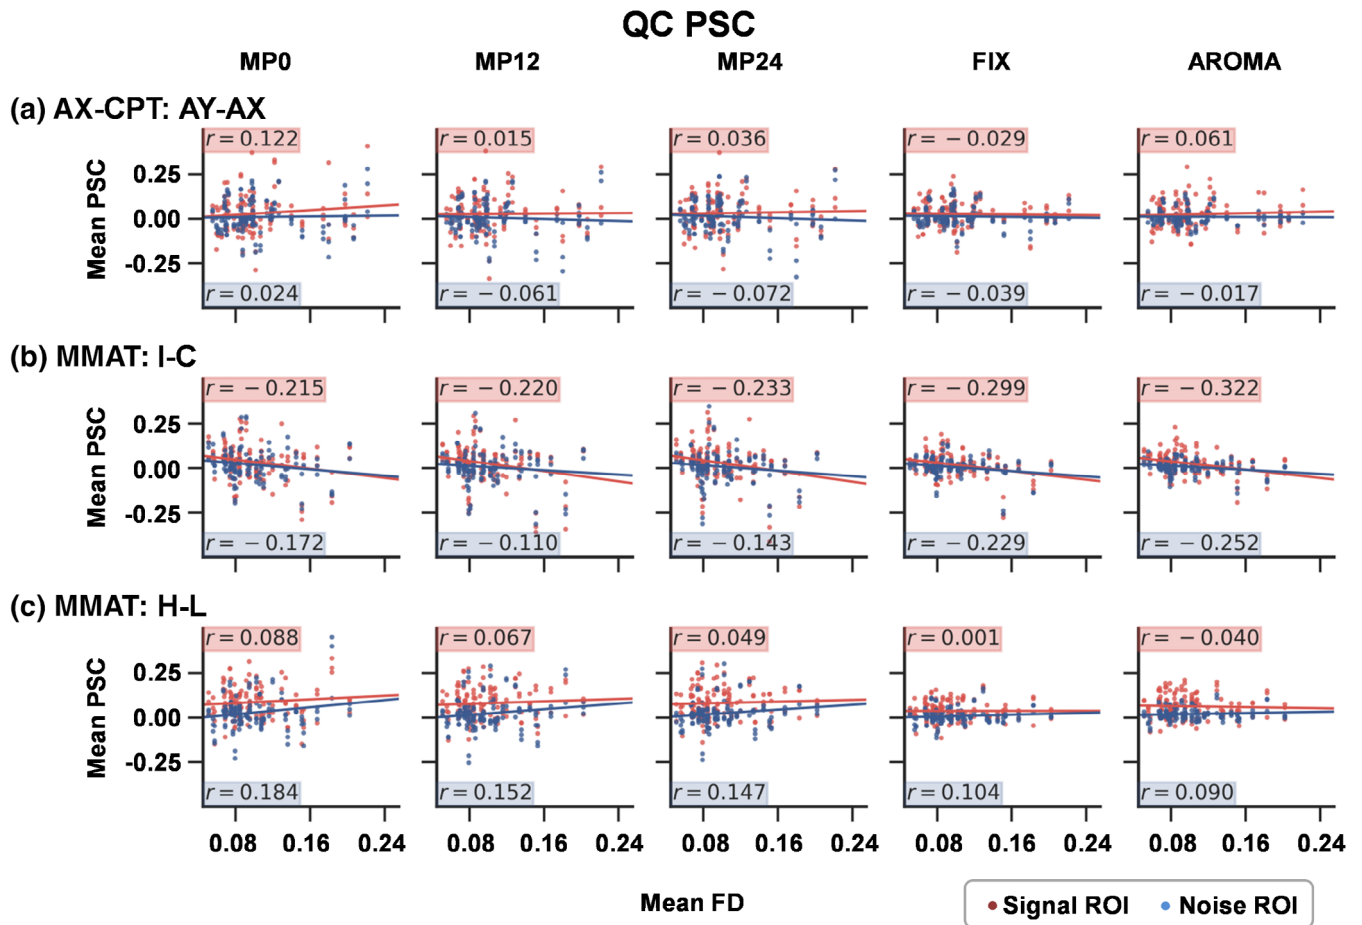 QC PSC
MP0 MP12 MP24 FIX AROMA
(a) AX-CPT: AY-AX
r = 0.122 r = 0.015 r = 0.036 r = − 0.029 r = 0.061
Mean PSC
0.25
0.00
-0.25
r = 0.024 r = − 0.061 r = − 0.072 r = − 0.039 r = − 0.017
(b) MMAT: I-C
r = − 0.215 r = − 0.220 r = − 0.233 r = − 0.299 r = − 0.322
Mean PSC
0.25
0.00
-0.25
r = − 0.172 r = − 0.110 r = − 0.143 r = − 0.229 r = − 0.252
(c) MMAT: H-L
r = 0.088 r = 0.067 r = 0.049 r = 0.001 r = − 0.040
Mean PSC
0.25
0.00
-0.25
r = 0.184 r = 0.152 r = 0.147 r = 0.104 r = 0.090
0.08 0.16 0.24 0.08 0.16 0.24 0.08 0.16 0.24 0.08 0.16 0.24 0.08 0.16 0.24
Mean FD
Signal ROI Noise ROI